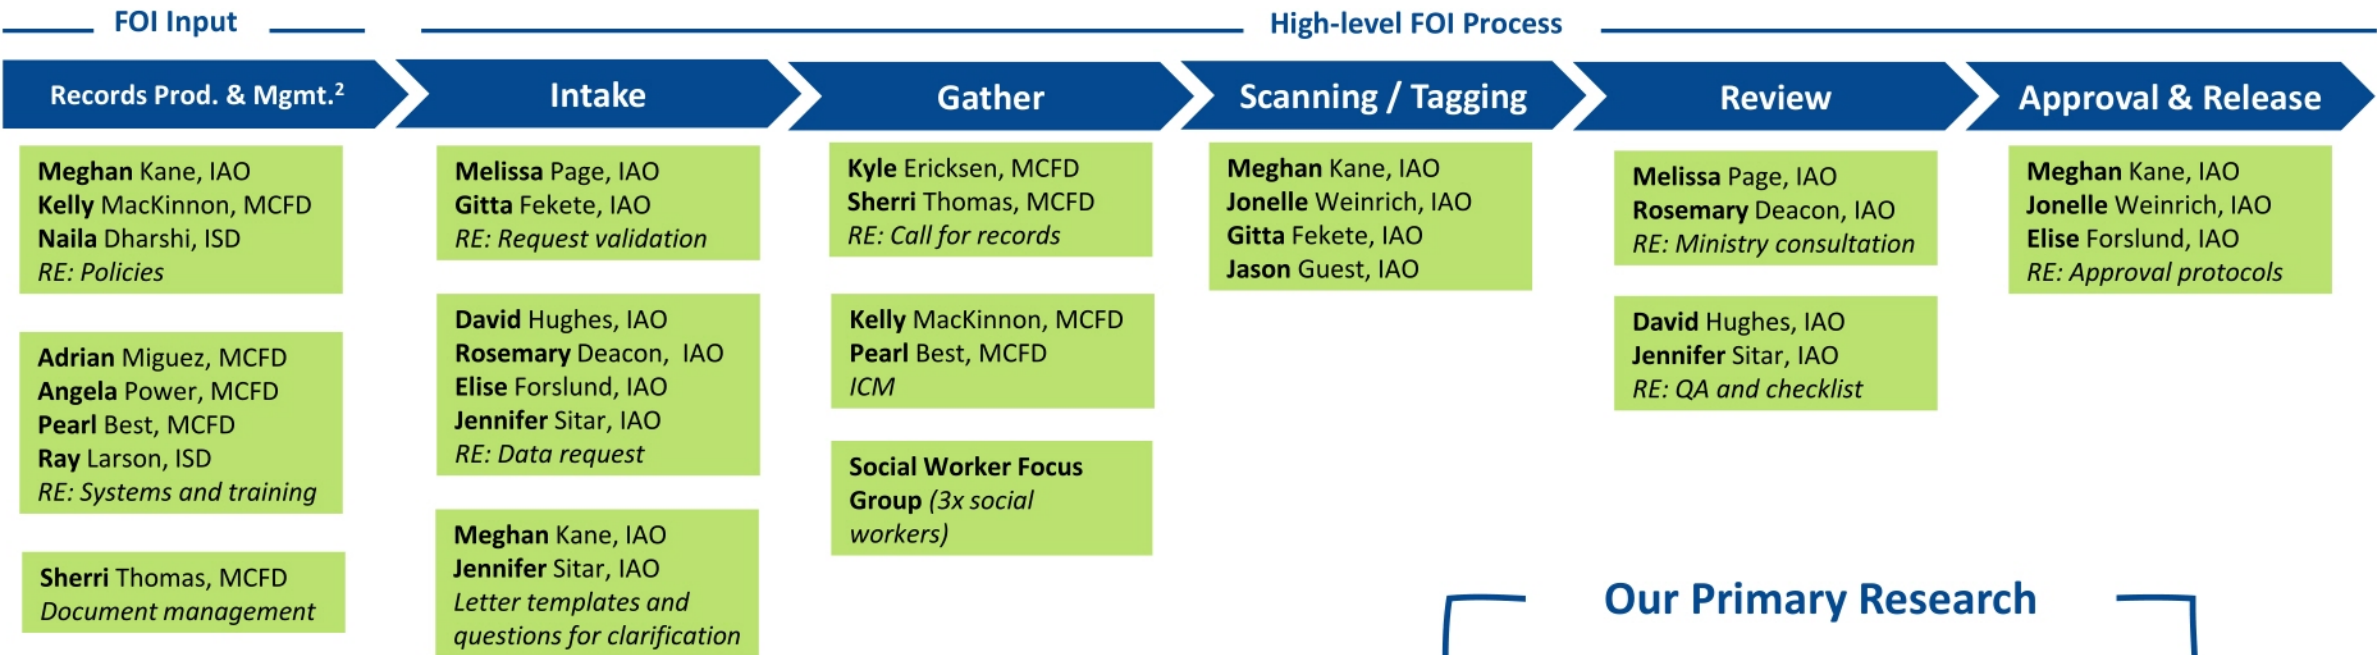 FOI Input
High-level FOI Process
Records Prod. & Mgmt.²
Intake
Gather
Scanning / Tagging
Review
Approval & Release
Meghan Kane, IAO
Kelly MacKinnon, MCFD
Naila Dharshi, ISD
RE: Policies
Adrian Miguez, MCFD
Angela Power, MCFD
Pearl Best, MCFD
Ray Larson, ISD
RE: Systems and training
Sherri Thomas, MCFD
Document management
Melissa Page, IAO
Gitta Fekete, IAO
RE: Request validation
David Hughes, IAO
Rosemary Deacon, IAO
Elise Forslund, IAO
Jennifer Sitar, IAO
RE: Data request
Meghan Kane, IAO
Jennifer Sitar, IAO
Letter templates and
questions for clarification
Kyle Ericksen, MCFD
Sherri Thomas, MCFD
RE: Call for records
Kelly MacKinnon, MCFD
Pearl Best, MCFD
ICM
Social Worker Focus
Group (3x social
workers)
Meghan Kane, IAO
Jonelle Weinrich, IAO
Gitta Fekete, IAO
Jason Guest, IAO
Melissa Page, IAO
Rosemary Deacon, IAO
RE: Ministry consultation
David Hughes, IAO
Jennifer Sitar, IAO
RE: QA and checklist
Meghan Kane, IAO
Jonelle Weinrich, IAO
Elise Forslund, IAO
RE: Approval protocols
Our Primary Research